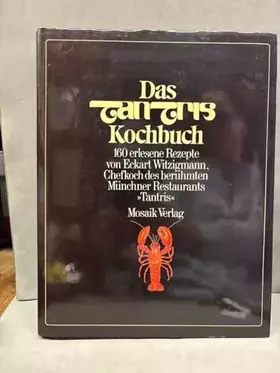 Das
Tantris
Kochbuch
160 erlesene Rezepte
von Eckart Witzigmann,
Chefkoch des berühmten
Münchner Restaurants
»Tantris«
Mosaik Verlag